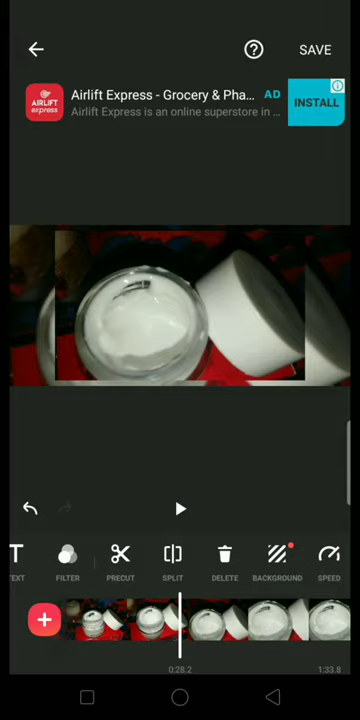 SAVE
AIRLIFT
express
Airlift Express - Grocery & Pha...
AD
Airlift Express is an online superstore in ...
INSTALL
TEXT
FILTER
PRECUT
SPLIT
DELETE
BACKGROUND
SPEED
0:28.2
1:33.8